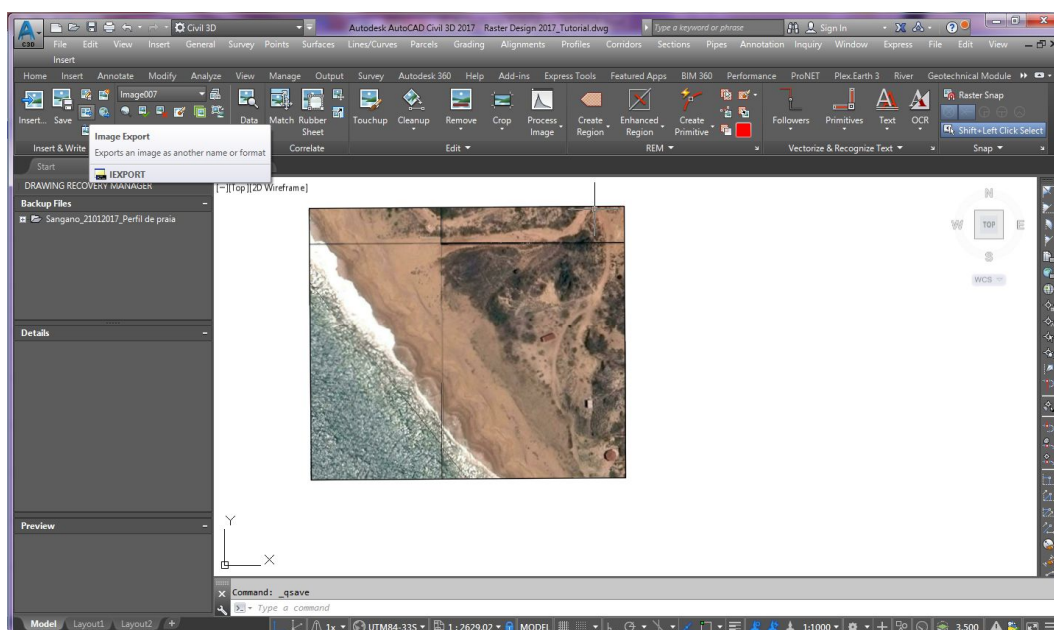 C3D
Civil 3D
Autodesk AutoCAD Civil 3D 2017 Raster Design 2017_Tutorial.dwg
Type a keyword or phrase
Sign In
File Edit View Insert General Survey Points Surfaces Lines/Curves Parcels Grading Alignments Profiles Corridors Sections Pipes Annotation Inquiry Window Express File Edit View
Insert
Home Insert Annotate Modify Analyze View Manage Output Survey Autodesk 360 Help Add-ins Express Tools Featured Apps BIM 360 Performance ProNET Plex.Earth 3 River Geotechnical Module
Image007
Raster Snap
Insert... Save Data Match Rubber Sheet Touchup Cleanup Remove Crop Process Image Create Region Enhanced Region Create Primitive Followers Primitives Text OCR
Shift+Left Click Select
Insert & Write Correlate Edit REM Vectorize & Recognize Text Snap
Image Export
Exports an image as another name or format
IEXPORT
Start
DRAWING RECOVERY MANAGER
[−][Top][2D Wireframe]
Backup Files
Sangano_21012017_Perfil de praia
N
W TOP E
S
WCS
Details
Preview
Y
X
Command: _qsave
Type a command
Model Layout1 Layout2 +
1x UTM84-33S 1:2629.02 MODEL 1:1000 3.500